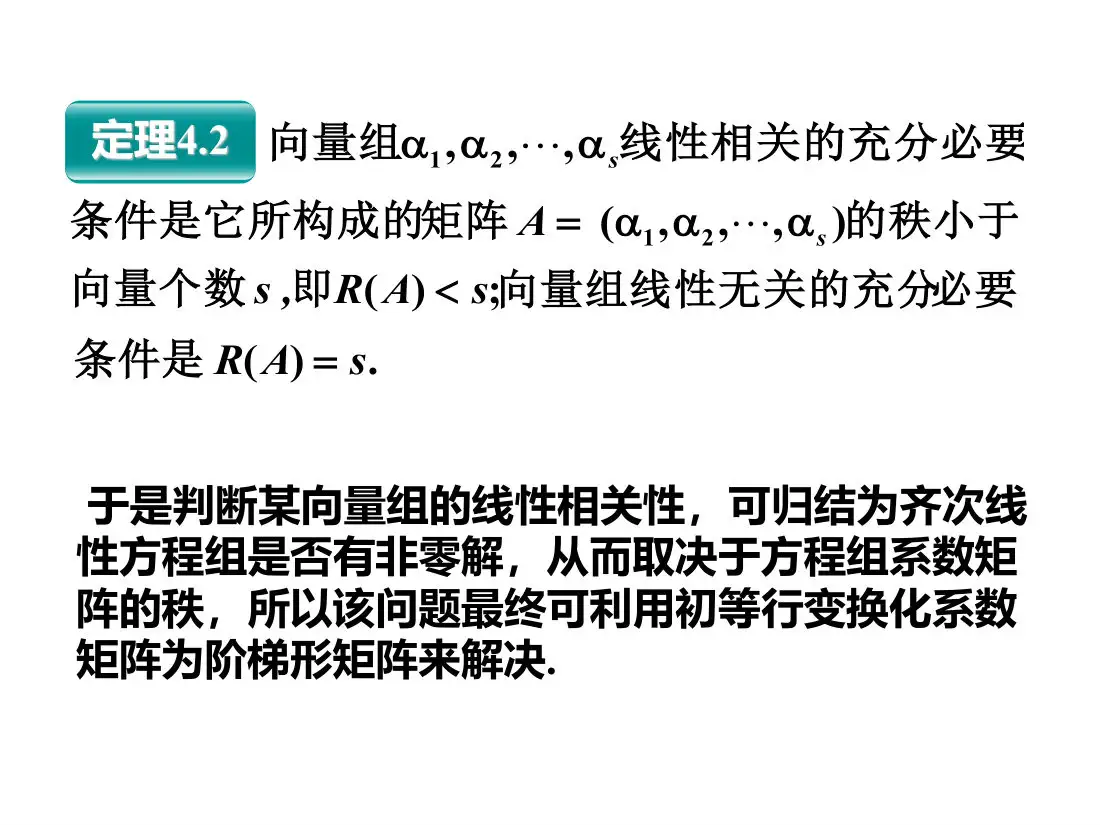 定理4.2 向量组α₁,α₂,⋯,αₛ线性相关的充分必要
条件是它所构成的矩阵 A = (α₁,α₂,⋯,αₛ)的秩小于
向量个数 s ,即R(A) < s;向量组线性无关的充分必要
条件是 R(A) = s.
于是判断某向量组的线性相关性，可归结为齐次线
性方程组是否有非零解，从而取决于方程组系数矩
阵的秩，所以该问题最终可利用初等行变换化系数
矩阵为阶梯形矩阵来解决.